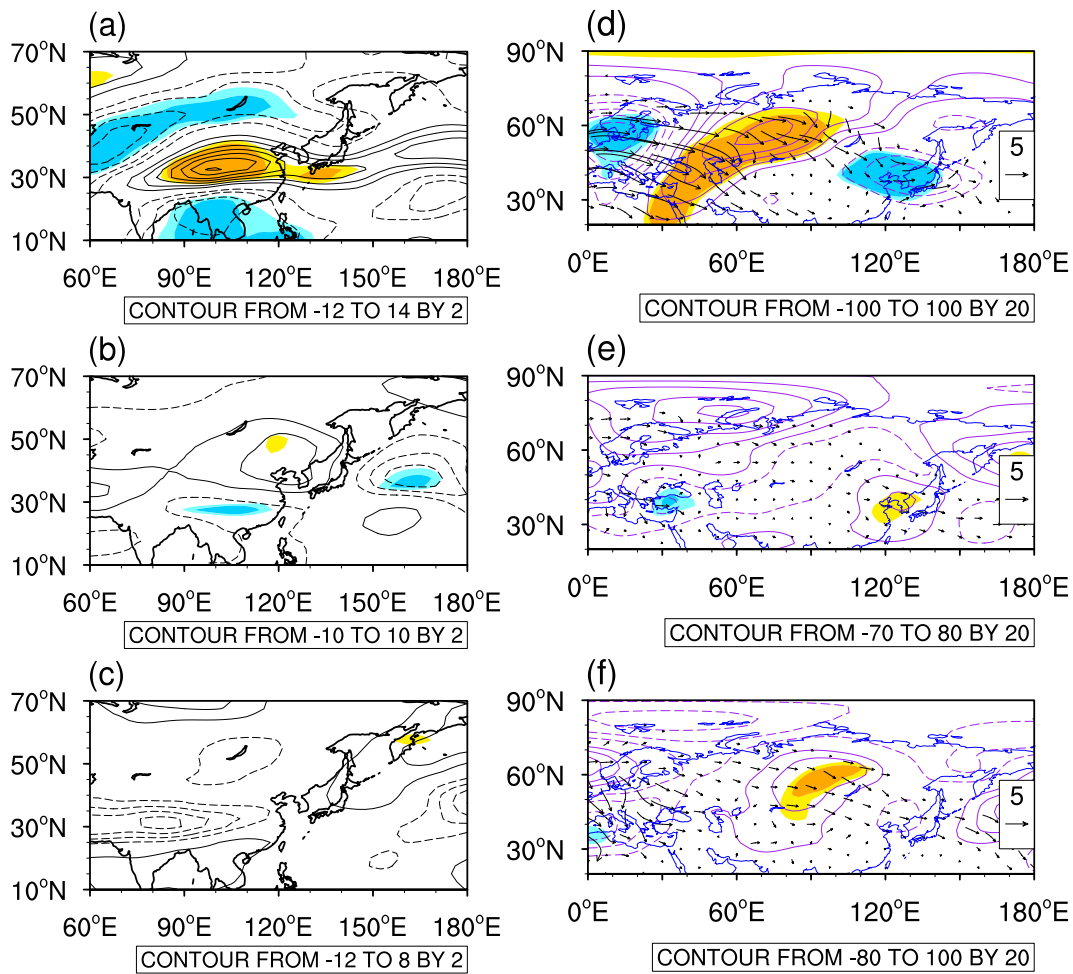 (a)
70°N
50°N
30°N
10°N
60°E 90°E 120°E 150°E 180°E
CONTOUR FROM -12 TO 14 BY 2
(b)
70°N
50°N
30°N
10°N
60°E 90°E 120°E 150°E 180°E
CONTOUR FROM -10 TO 10 BY 2
(c)
70°N
50°N
30°N
10°N
60°E 90°E 120°E 150°E 180°E
CONTOUR FROM -12 TO 8 BY 2
(d)
90°N
60°N
30°N
5
0°E 60°E 120°E 180°E
CONTOUR FROM -100 TO 100 BY 20
(e)
90°N
60°N
30°N
5
0°E 60°E 120°E 180°E
CONTOUR FROM -70 TO 80 BY 20
(f)
90°N
60°N
30°N
5
0°E 60°E 120°E 180°E
CONTOUR FROM -80 TO 100 BY 20